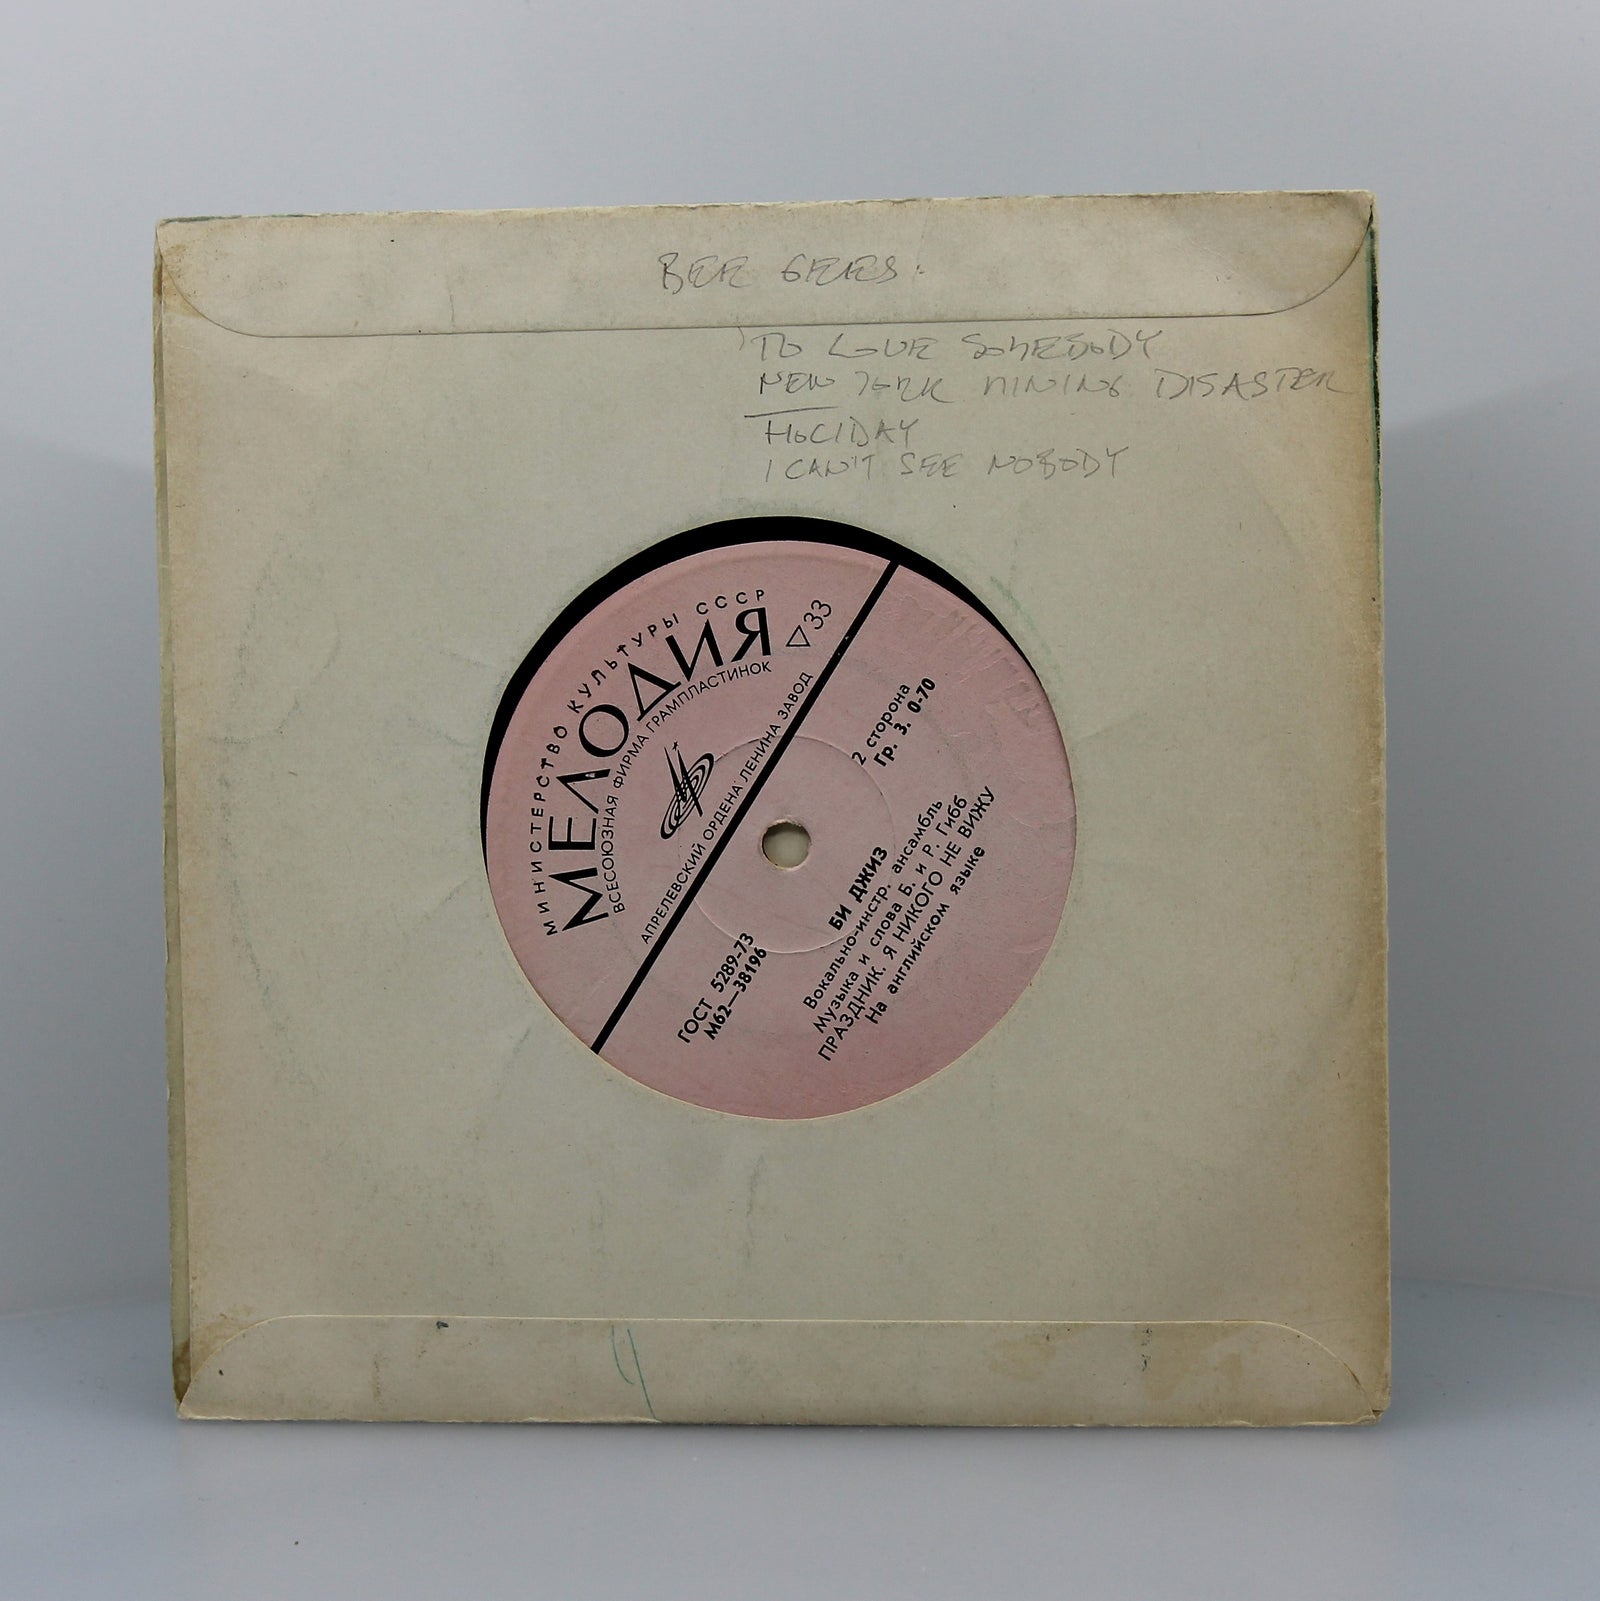 BEE GEES:
TO LOVE SOMEBODY
NEW YORK MINING DISASTER
HOLIDAY
I CAN'T SEE NOBODY
МИНИСТЕРСТВО КУЛЬТУРЫ СССР
МЕЛОДИЯ
▽33
ВСЕСОЮЗНАЯ ФИРМА ГРАМПЛАСТИНОК
АПРЕЛЕВСКИЙ ОРДЕНА ЛЕНИНА ЗАВОД
ГОСТ 5289-73
М62—38196
2 сторона
Гр. 3. 0-70
БИ ДЖИЗ
Вокально-инстр. ансамбль
Музыка и слова Б. и Р. Гибб
ПРАЗДНИК. Я НИКОГО НЕ ВИЖУ
На английском языке